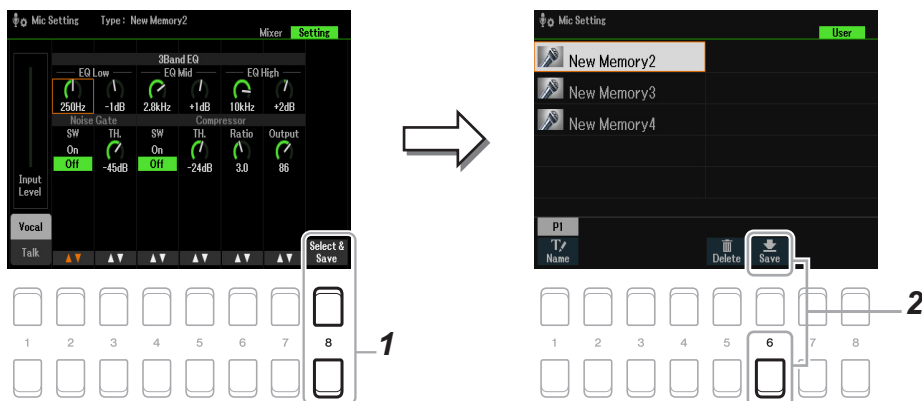 Mic Setting Type : New Memory2
Mixer Setting
3Band EQ
EQ Low EQ Mid EQ High
250Hz -1dB 2.8kHz +1dB 10kHz +2dB
Noise Gate Compressor
SW TH. SW TH. Ratio Output
On On
Off -45dB Off -24dB 3.0 86
Input
Level
Vocal
Talk
Select &
Save
1 2 3 4 5 6 7 8
1
Mic Setting
User
New Memory2
New Memory3
New Memory4
P1
Name Delete Save
1 2 3 4 5 6 7 8
2